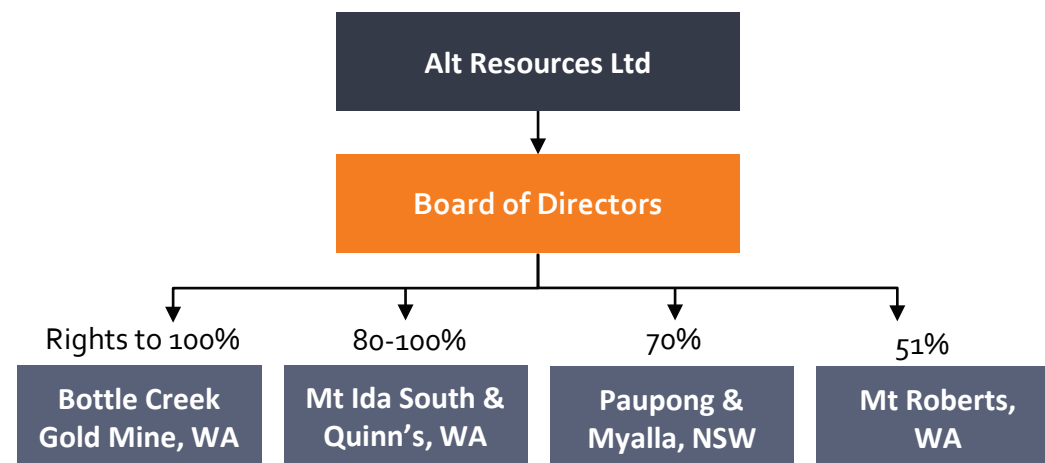 Alt Resources Ltd
Board of Directors
Rights to 100%
80-100%
70%
51%
Bottle Creek
Gold Mine, WA
Mt Ida South &
Quinn’s, WA
Paupong &
Myalla, NSW
Mt Roberts,
WA